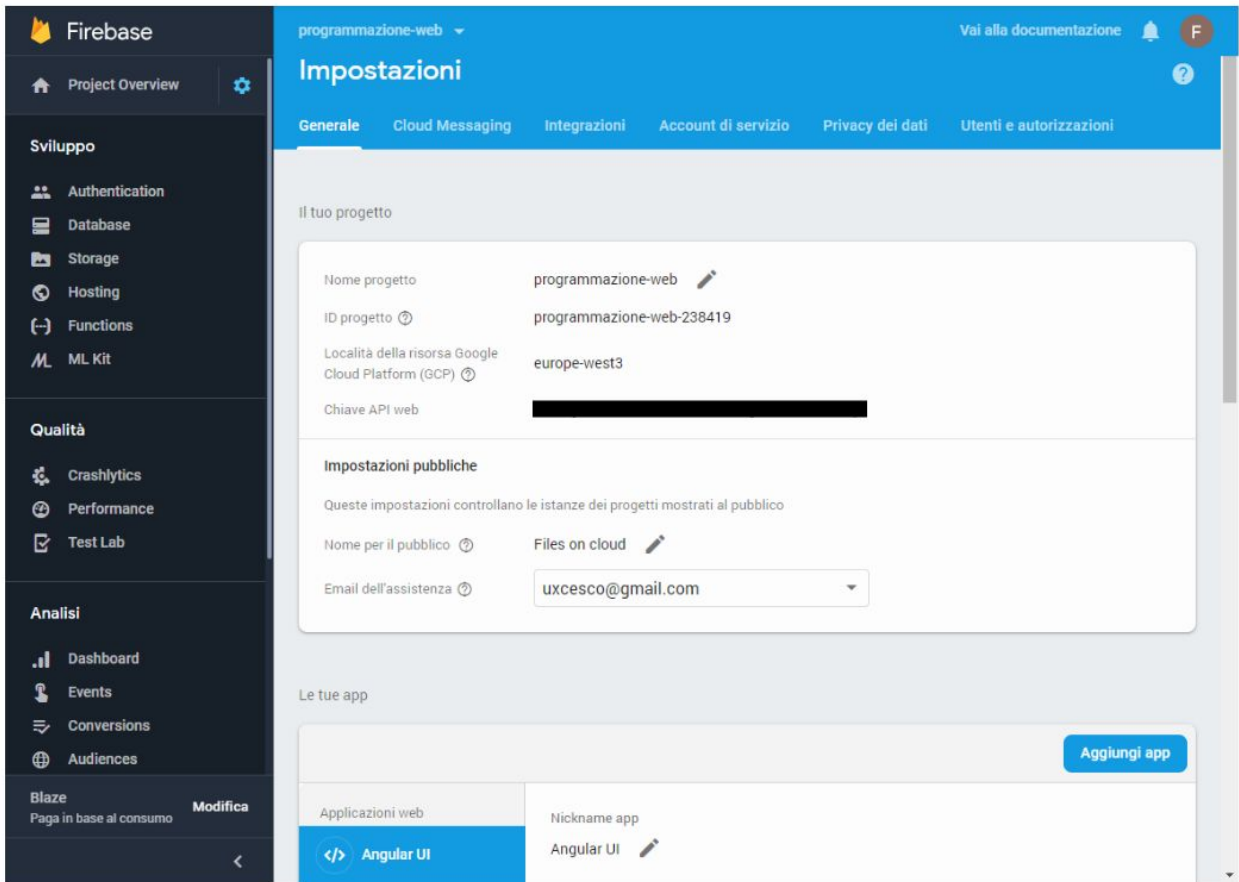 Firebase
programmazione-web
Vai alla documentazione
F
Project Overview
Impostazioni
Generale Cloud Messaging Integrazioni Account di servizio Privacy dei dati Utenti e autorizzazioni
Sviluppo
Authentication
Database
Storage
Hosting
Functions
ML Kit
Qualità
Crashlytics
Performance
Test Lab
Analisi
Dashboard
Events
Conversions
Audiences
Blaze
Paga in base al consumo
Modifica
Il tuo progetto
Nome progetto programmazione-web
ID progetto programmazione-web-238419
Località della risorsa Google
Cloud Platform (GCP) europe-west3
Chiave API web
Impostazioni pubbliche
Queste impostazioni controllano le istanze dei progetti mostrati al pubblico
Nome per il pubblico Files on cloud
Email dell'assistenza uxcesco@gmail.com
Le tue app
Aggiungi app
Applicazioni web
Angular UI
Nickname app
Angular UI